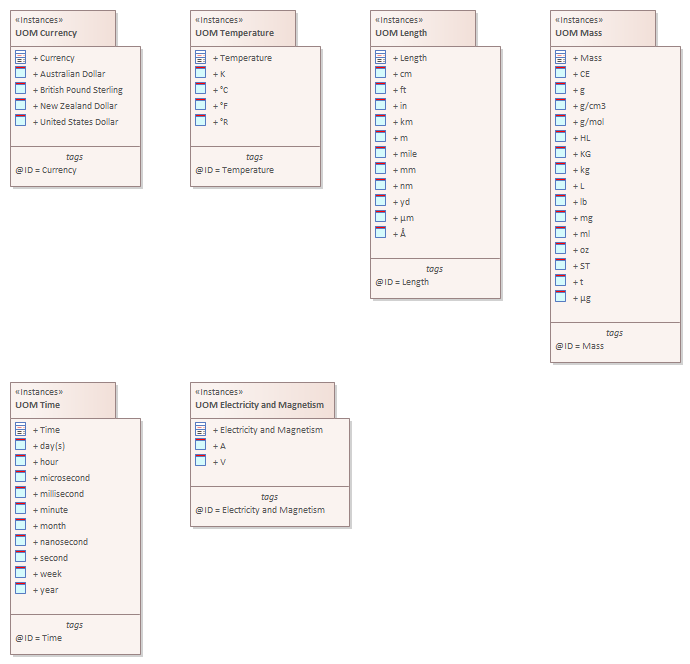 «Instances»
UOM Currency
+ Currency
+ Australian Dollar
+ British Pound Sterling
+ New Zealand Dollar
+ United States Dollar
tags
@ID = Currency
«Instances»
UOM Temperature
+ Temperature
+ K
+ °C
+ °F
+ °R
tags
@ID = Temperature
«Instances»
UOM Length
+ Length
+ cm
+ ft
+ in
+ km
+ m
+ mile
+ mm
+ nm
+ yd
+ µm
+ Å
tags
@ID = Length
«Instances»
UOM Mass
+ Mass
+ CE
+ g
+ g/cm3
+ g/mol
+ HL
+ KG
+ kg
+ L
+ lb
+ mg
+ ml
+ oz
+ ST
+ t
+ µg
tags
@ID = Mass
«Instances»
UOM Time
+ Time
+ day(s)
+ hour
+ microsecond
+ millisecond
+ minute
+ month
+ nanosecond
+ second
+ week
+ year
tags
@ID = Time
«Instances»
UOM Electricity and Magnetism
+ Electricity and Magnetism
+ A
+ V
tags
@ID = Electricity and Magnetism